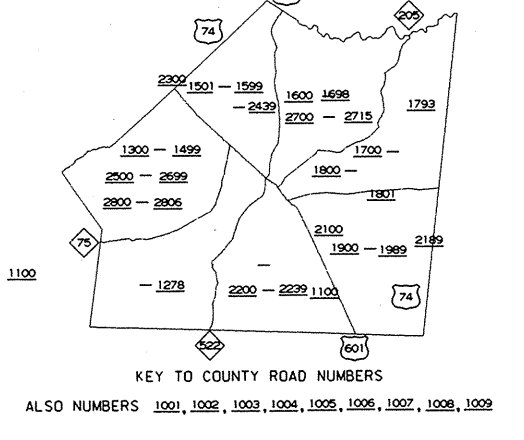 205
74
2300
1501 — 1599
— 2439
1600 1698
2700 — 2715
1793
1300 — 1499
1700 —
2500 — 2699
1800 —
2800 — 2806
1801
2100
75
1900 — 1989
2189
1100
— 1278
—
2200 — 2239
1100
74
522
601
KEY TO COUNTY ROAD NUMBERS
ALSO NUMBERS 1001, 1002, 1003, 1004, 1005, 1006, 1007, 1008, 1009